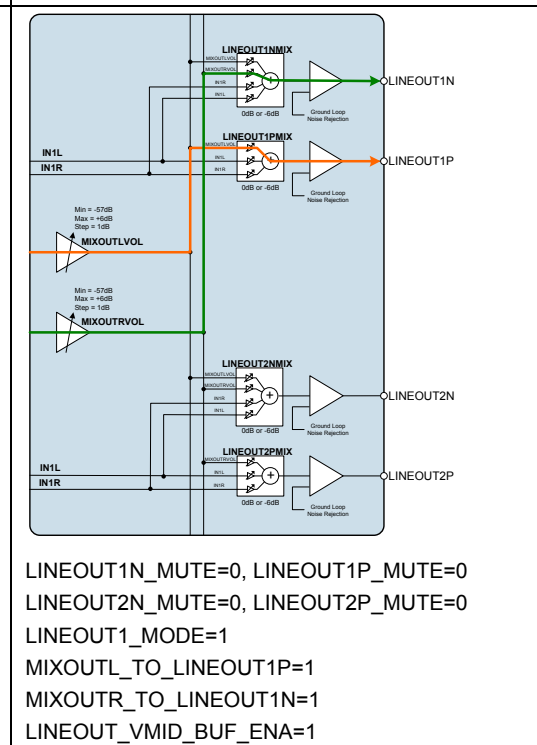 LINEOUT1NMIX
MIXOUTLVOL
MIXOUTRVOL
IN1R
IN1L
LINEOUT1N
0dB or -6dB
Ground Loop
Noise Rejection
LINEOUT1PMIX
MIXOUTLVOL
IN1L
IN1R
LINEOUT1P
0dB or -6dB
Ground Loop
Noise Rejection
IN1L
IN1R
Min = -57dB
Max = +6dB
Step = 1dB
MIXOUTLVOL
Min = -57dB
Max = +6dB
Step = 1dB
MIXOUTRVOL
LINEOUT2NMIX
MIXOUTLVOL
MIXOUTRVOL
IN1R
IN1L
LINEOUT2N
0dB or -6dB
Ground Loop
Noise Rejection
LINEOUT2PMIX
MIXOUTRVOL
IN1L
IN1R
LINEOUT2P
0dB or -6dB
Ground Loop
Noise Rejection
IN1L
IN1R
LINEOUT1N_MUTE=0, LINEOUT1P_MUTE=0
LINEOUT2N_MUTE=0, LINEOUT2P_MUTE=0
LINEOUT1_MODE=1
MIXOUTL_TO_LINEOUT1P=1
MIXOUTR_TO_LINEOUT1N=1
LINEOUT_VMID_BUF_ENA=1